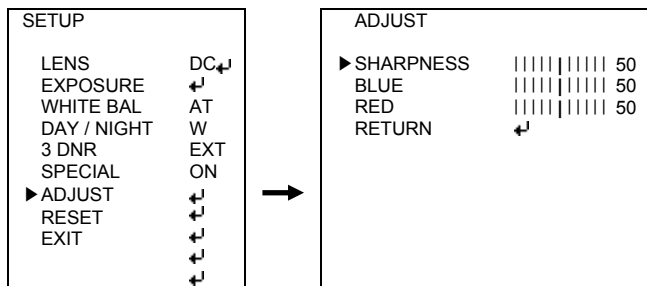 SETUP
LENS DC↵
EXPOSURE ↵
WHITE BAL AT
DAY / NIGHT W
3 DNR EXT
SPECIAL ON
▶ADJUST ↵
RESET ↵
EXIT ↵
↵
↵
ADJUST
▶SHARPNESS |||||||||||| 50
BLUE |||||||||||| 50
RED |||||||||||| 50
RETURN ↵